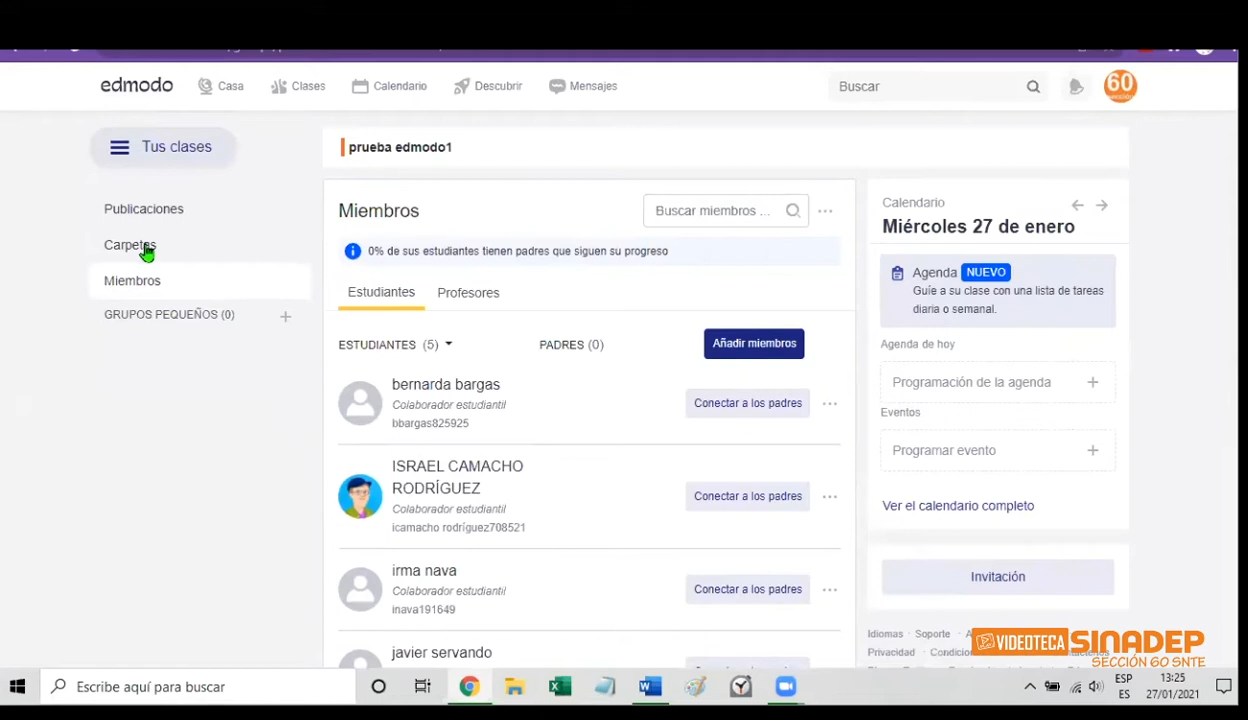 edmodo
Casa
Clases
Calendario
Descubrir
Mensajes
Buscar
60
sección
Tus clases
Publicaciones
Carpetas
Miembros
GRUPOS PEQUEÑOS (0)
prueba edmodo1
Miembros
Buscar miembros ...
0% de sus estudiantes tienen padres que siguen su progreso
Estudiantes
Profesores
ESTUDIANTES (5)
PADRES (0)
Añadir miembros
bernarda bargas
Colaborador estudiantil
bbargas825925
Conectar a los padres
ISRAEL CAMACHO
RODRÍGUEZ
Colaborador estudiantil
icamacho rodríguez708521
Conectar a los padres
irma nava
Colaborador estudiantil
inava191649
Conectar a los padres
javier servando
Calendario
Miércoles 27 de enero
Agenda NUEVO
Guíe a su clase con una lista de tareas
diaria o semanal.
Agenda de hoy
Programación de la agenda
Eventos
Programar evento
Ver el calendario completo
Invitación
Idiomas · Soporte
Privacidad
VIDEOTECA SINADEP
SECCIÓN 60 SNTE
Escribe aquí para buscar
ESP
ES
13:25
27/01/2021